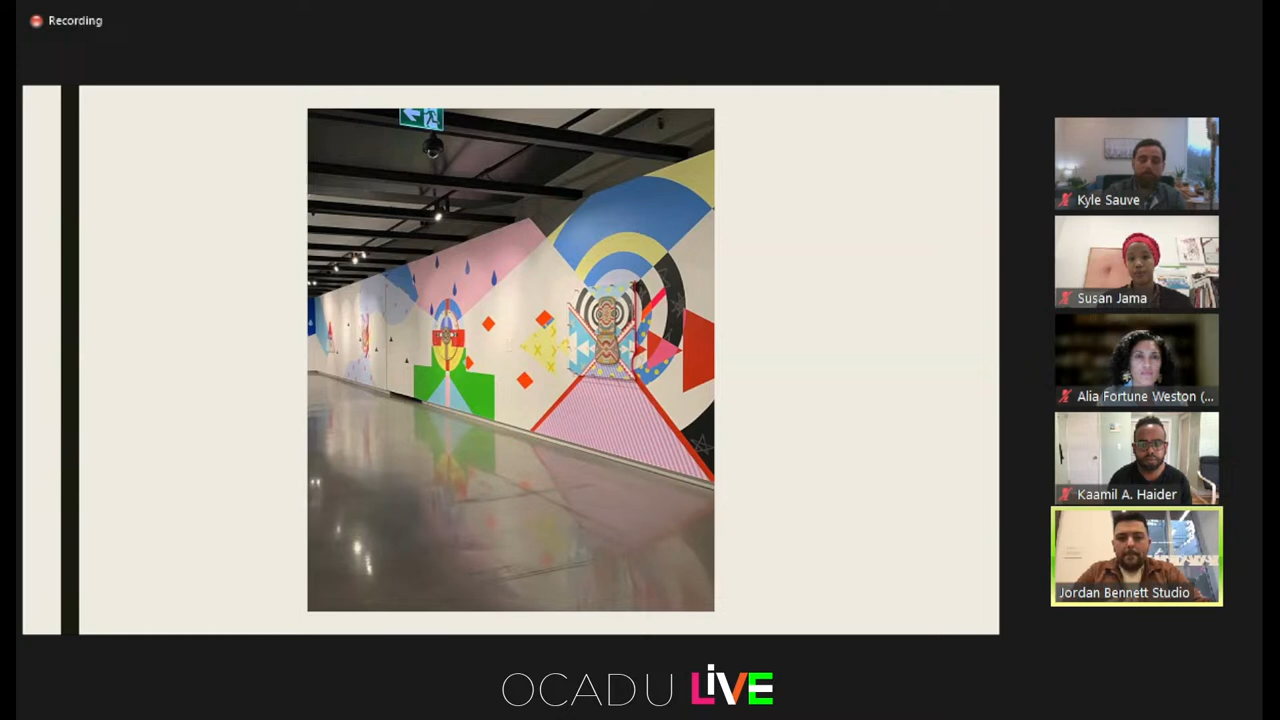 Recording
Kyle Sauve
Susan Jama
Alia Fortune Weston (...
Kaamil A. Haider
Jordan Bennett Studio
OCADU LiVE